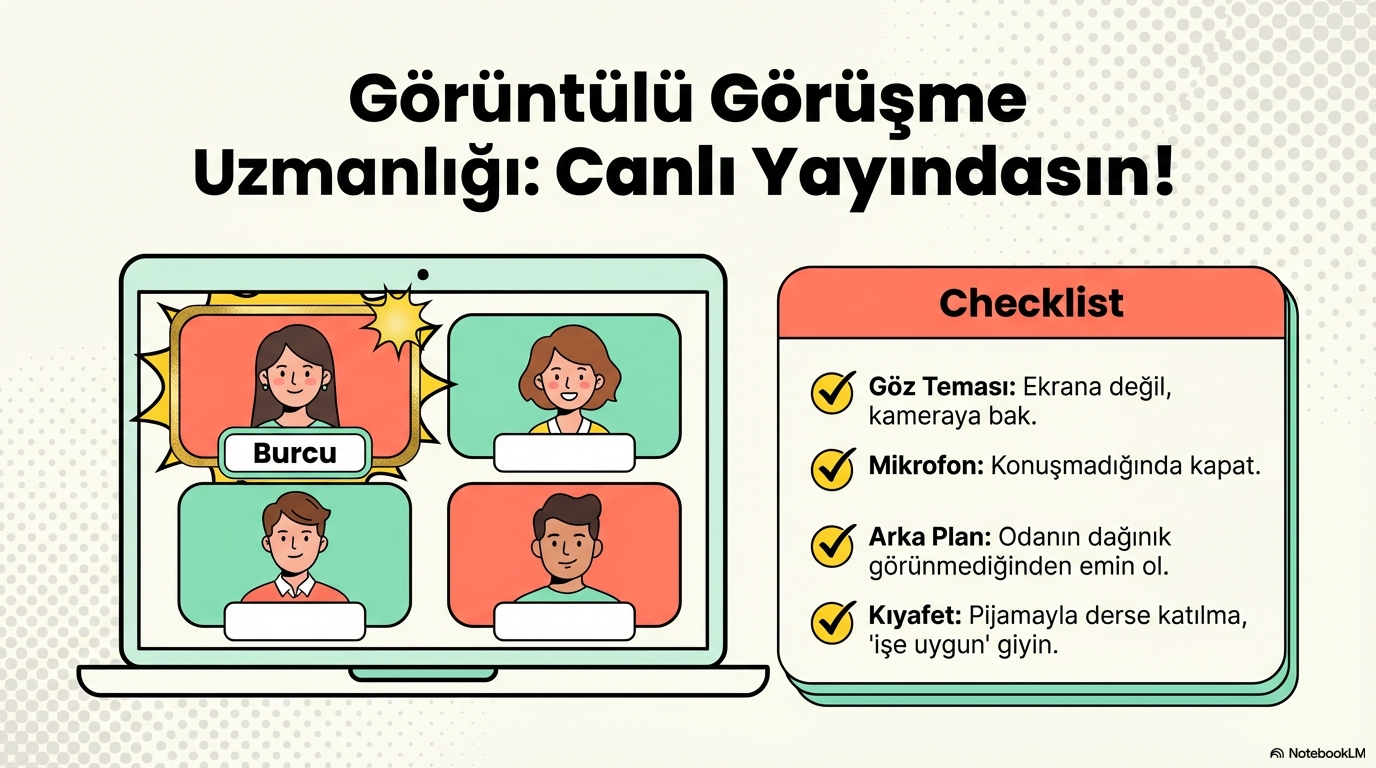 Görüntülü Görüşme
Uzmanlığı: Canlı Yayındasın!
Burcu
Checklist
Göz Teması: Ekrana değil,
kameraya bak.
Mikrofon: Konuşmadığında kapat.
Arka Plan: Odanın dağınık
görünmediğinden emin ol.
Kıyafet: Pijamayla derse katılma,
'işe uygun' giyin.
NotebookLM